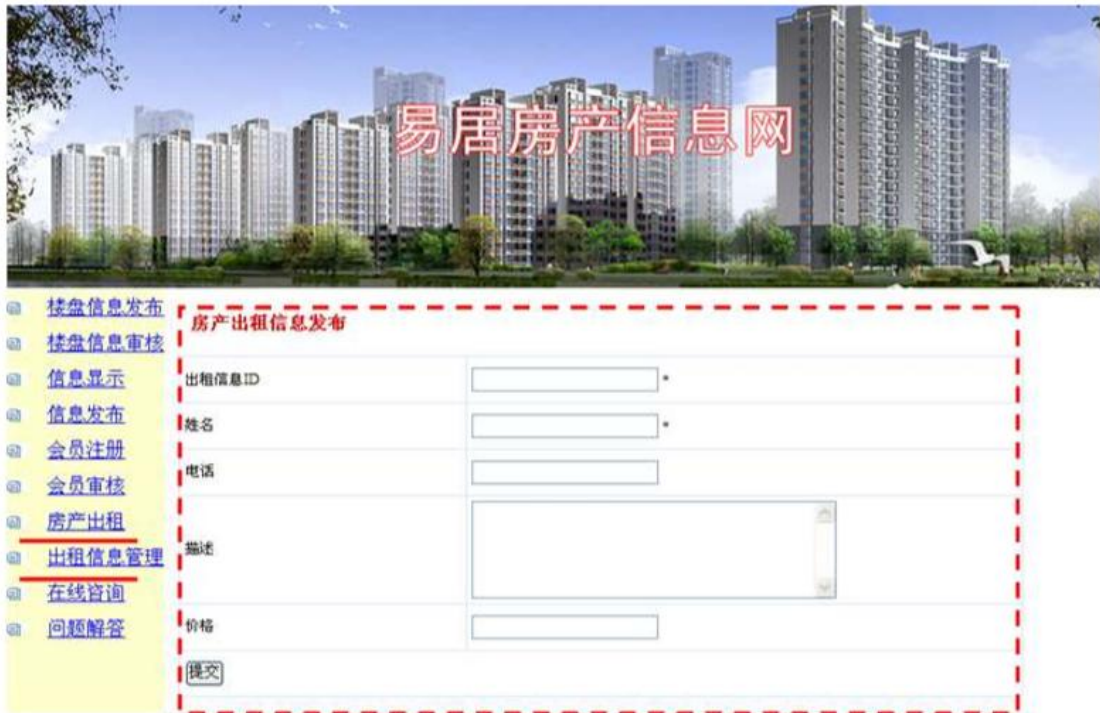 易居房产信息网
楼盘信息发布
楼盘信息审核
信息显示
信息发布
会员注册
会员审核
房产出租
出租信息管理
在线咨询
问题解答
房产出租信息发布
出租信息ID *
姓名 *
电话
描述
价格
提交